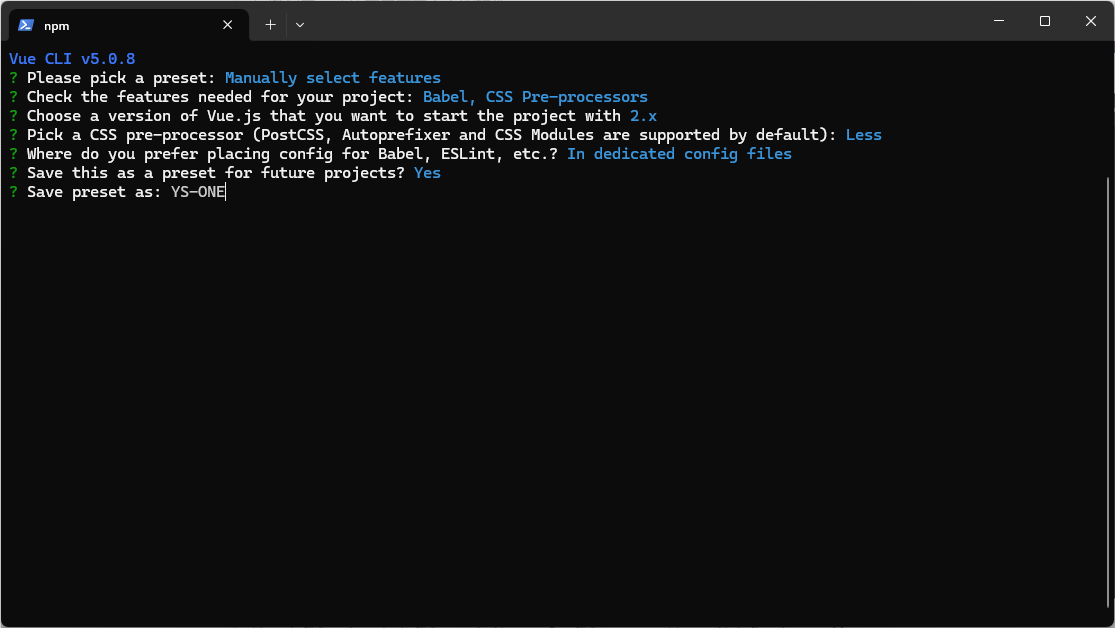 npm
Vue CLI v5.0.8
? Please pick a preset: Manually select features
? Check the features needed for your project: Babel, CSS Pre-processors
? Choose a version of Vue.js that you want to start the project with 2.x
? Pick a CSS pre-processor (PostCSS, Autoprefixer and CSS Modules are supported by default): Less
? Where do you prefer placing config for Babel, ESLint, etc.? In dedicated config files
? Save this as a preset for future projects? Yes
? Save preset as: YS-ONE